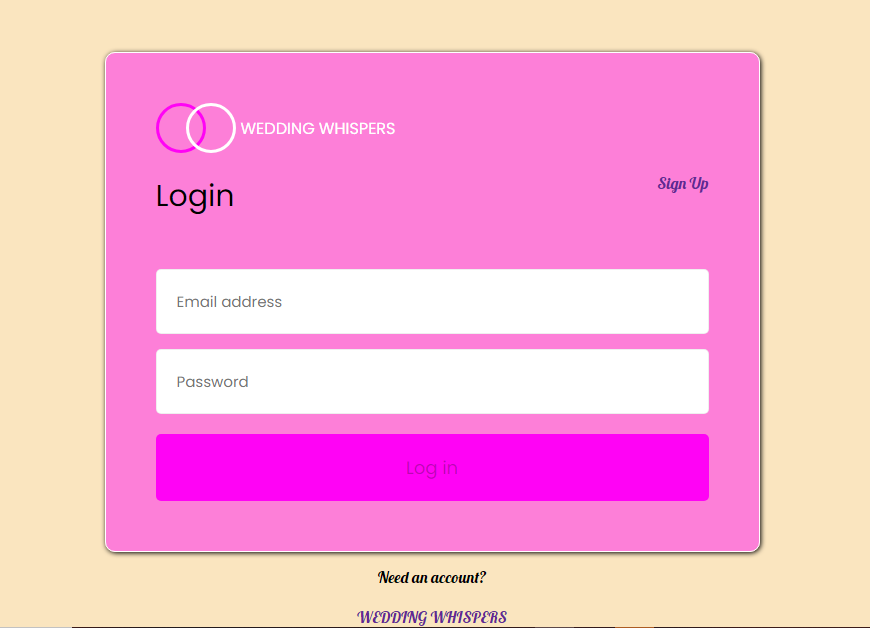 WEDDING WHISPERS
Login
Sign Up
Email address
Password
Log in
Need an account?
WEDDING WHISPERS